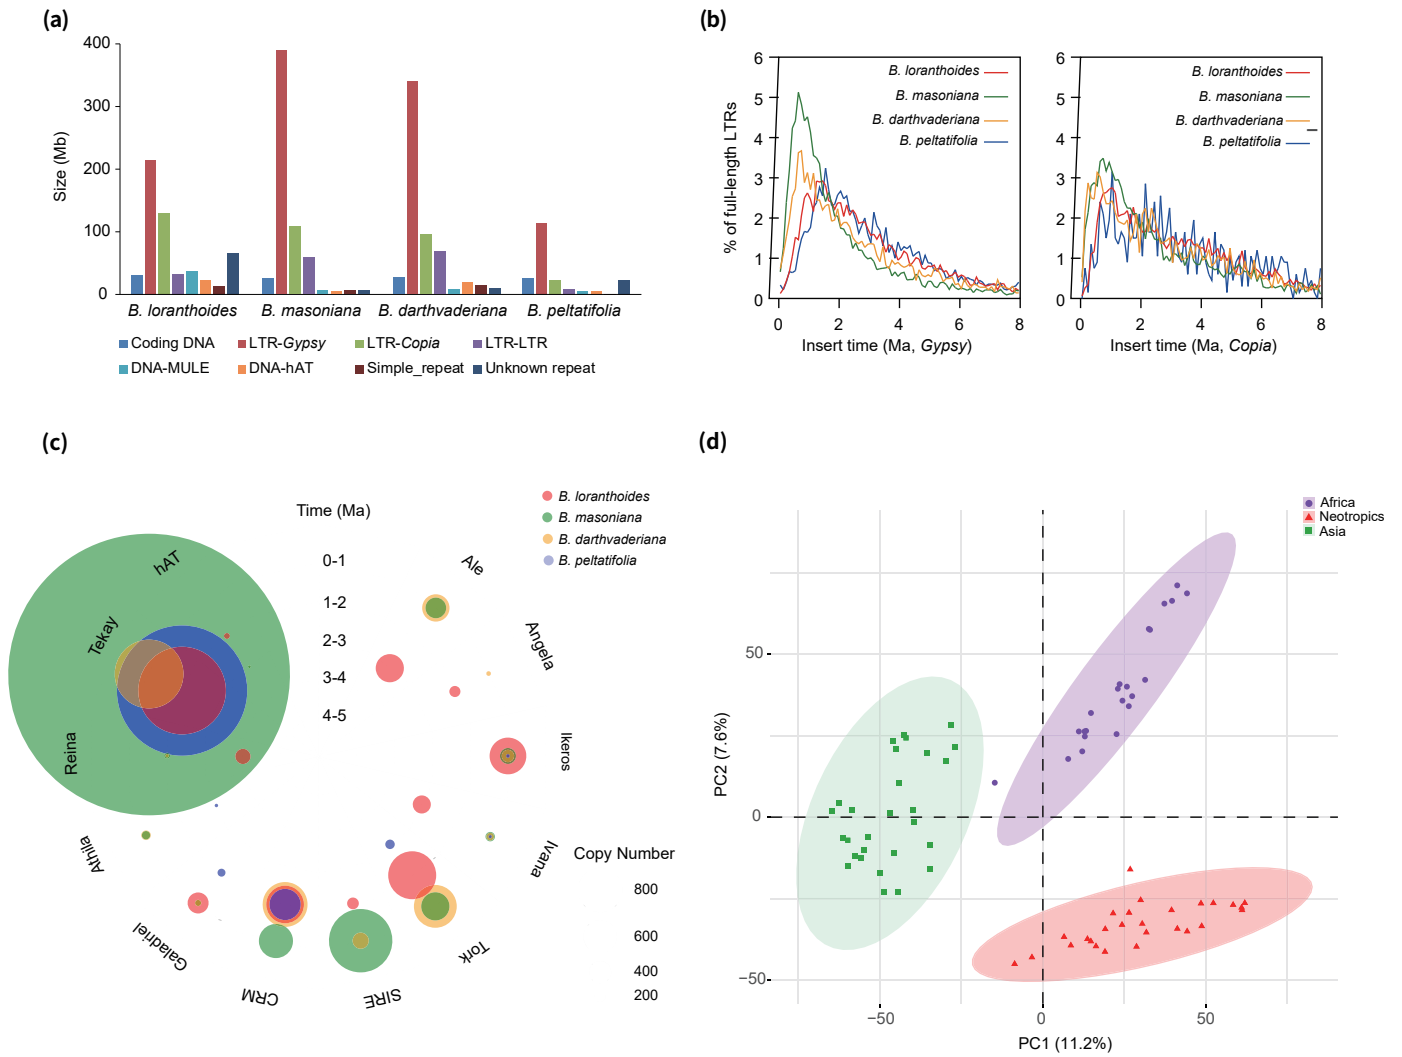 (a)
Size (Mb)
400
300
200
100
0
B. loranthoides
B. masoniana
B. darthvaderiana
B. peltatifolia
Coding DNA
LTR-Gypsy
LTR-Copia
LTR-LTR
DNA-MULE
DNA-hAT
Simple_repeat
Unknown repeat
(b)
% of full-length LTRs
6
5
4
3
2
1
0
B. loranthoides
B. masoniana
B. darthvaderiana
B. peltatifolia
0
2
4
6
8
Insert time (Ma, Gypsy)
6
5
4
3
2
1
0
B. loranthoides
B. masoniana
B. darthvaderiana
B. peltatifolia
0
2
4
6
8
Insert time (Ma, Copia)
(c)
B. loranthoides
B. masoniana
B. darthvaderiana
B. peltatifolia
Time (Ma)
0-1
1-2
2-3
3-4
4-5
hAT
Ale
Tekay
Angela
Reina
Ikeros
Athila
Ivana
Galadriel
Tork
CRM
SIRE
Copy Number
800
600
400
200
(d)
Africa
Neotropics
Asia
PC2 (7.6%)
50
0
−50
−50
0
50
PC1 (11.2%)